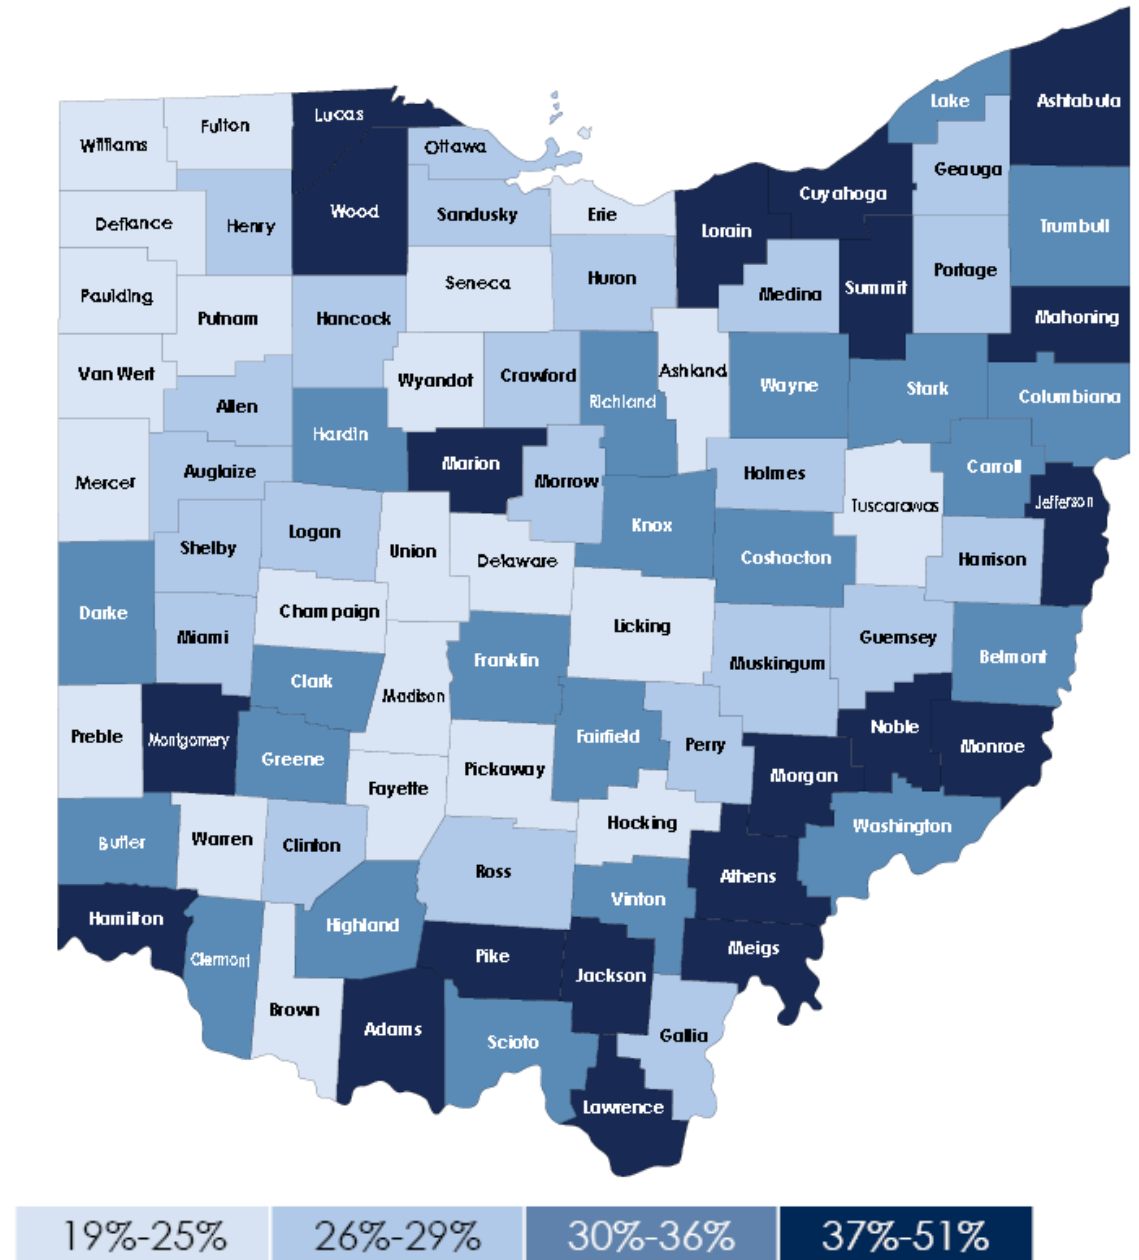 Lucas
Fulton
Williams
Lake
Ashtabula
Ottawa
Geauga
Cuyahoga
Wood
Defiance
Henry
Sandusky
Erie
Lorain
Trumbull
Portage
Paulding
Seneca
Huron
Medina
Summit
Putnam
Hancock
Mahoning
Van Wert
Wyandot
Crawford
Ashland
Wayne
Stark
Columbiana
Richland
Allen
Hardin
Marion
Carroll
Mercer
Auglaize
Morrow
Holmes
Tuscarawas
Jefferson
Knox
Logan
Shelby
Union
Delaware
Coshocton
Harrison
Darke
Champaign
Licking
Miami
Guernsey
Franklin
Muskingum
Belmont
Clark
Madison
Preble
Montgomery
Noble
Monroe
Fairfield
Perry
Greene
Pickaway
Morgan
Fayette
Butler
Warren
Clinton
Hocking
Washington
Ross
Athens
Vinton
Hamilton
Highland
Clermont
Pike
Meigs
Jackson
Brown
Adams
Scioto
Gallia
Lawrence
19%-25% 26%-29% 30%-36% 37%-51%